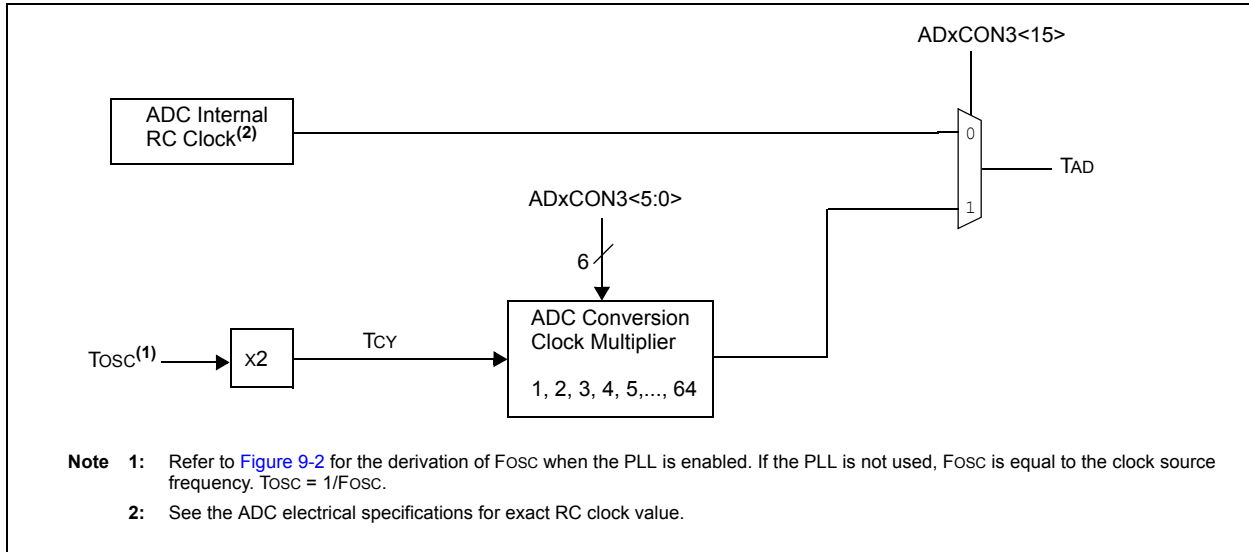 ADxCON3<15>
ADC Internal
RC Clock(2)
0
TAD
ADxCON3<5:0>
1
6
ADC Conversion
Clock Multiplier
TOSC(1)
X2
TCY
1, 2, 3, 4, 5,..., 64
Note 1: Refer to Figure 9-2 for the derivation of FOSC when the PLL is enabled. If the PLL is not used, FOSC is equal to the clock source
frequency. TOSC = 1/FOSC.
2: See the ADC electrical specifications for exact RC clock value.